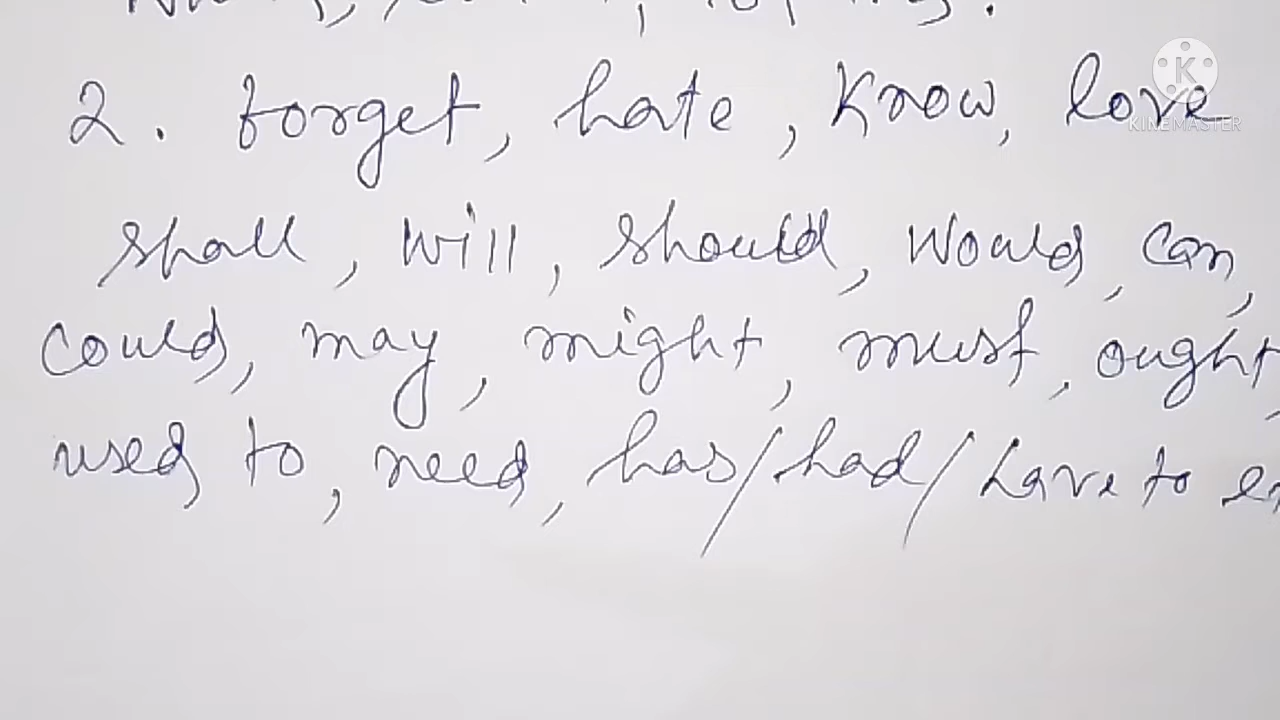 2. forget, hate, know, love
KINEMASTER
shall, will, should, would, can,
could, may, might, must, ought,
used to, need, has/had/have to